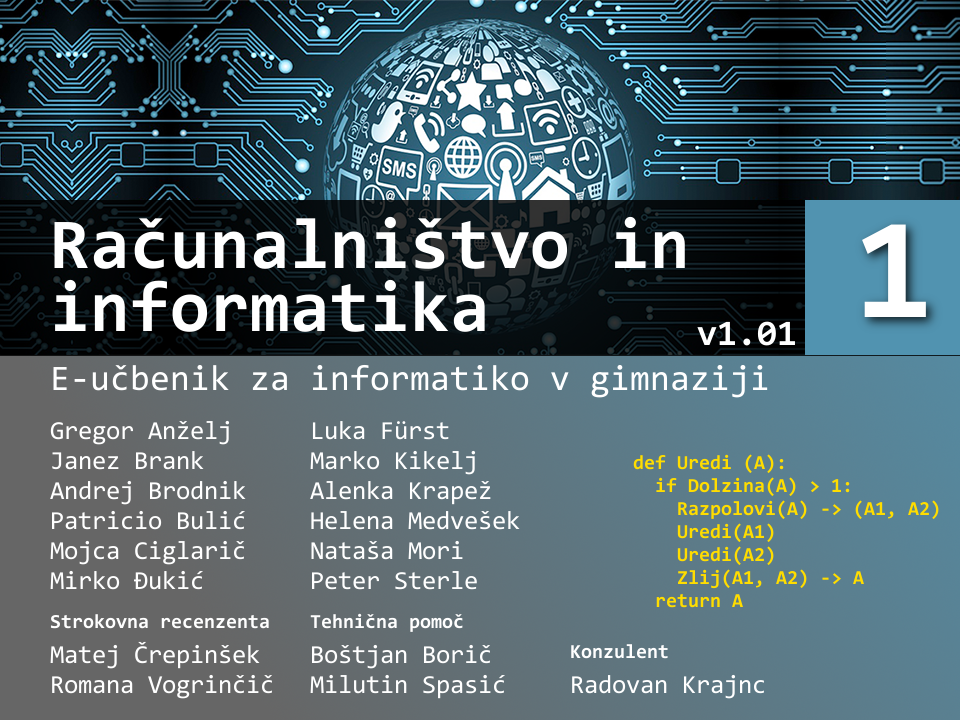 SMS
SMS
Računalništvo in
informatika
v1.01
1
E-učbenik za informatiko v gimnaziji
Gregor Anželj
Janez Brank
Andrej Brodnik
Patricio Bulić
Mojca Ciglarič
Mirko Đukić
Luka Fürst
Marko Kikelj
Alenka Krapež
Helena Medvešek
Nataša Mori
Peter Sterle
def Uredi (A):
if Dolzina(A) > 1:
Razpolovi(A) -> (A1, A2)
Uredi(A1)
Uredi(A2)
Zlij(A1, A2) -> A
return A
Strokovna recenzenta
Matej Črepinšek
Romana Vogrinčič
Tehnična pomoč
Boštjan Borič
Milutin Spasić
Konzulent
Radovan Krajnc